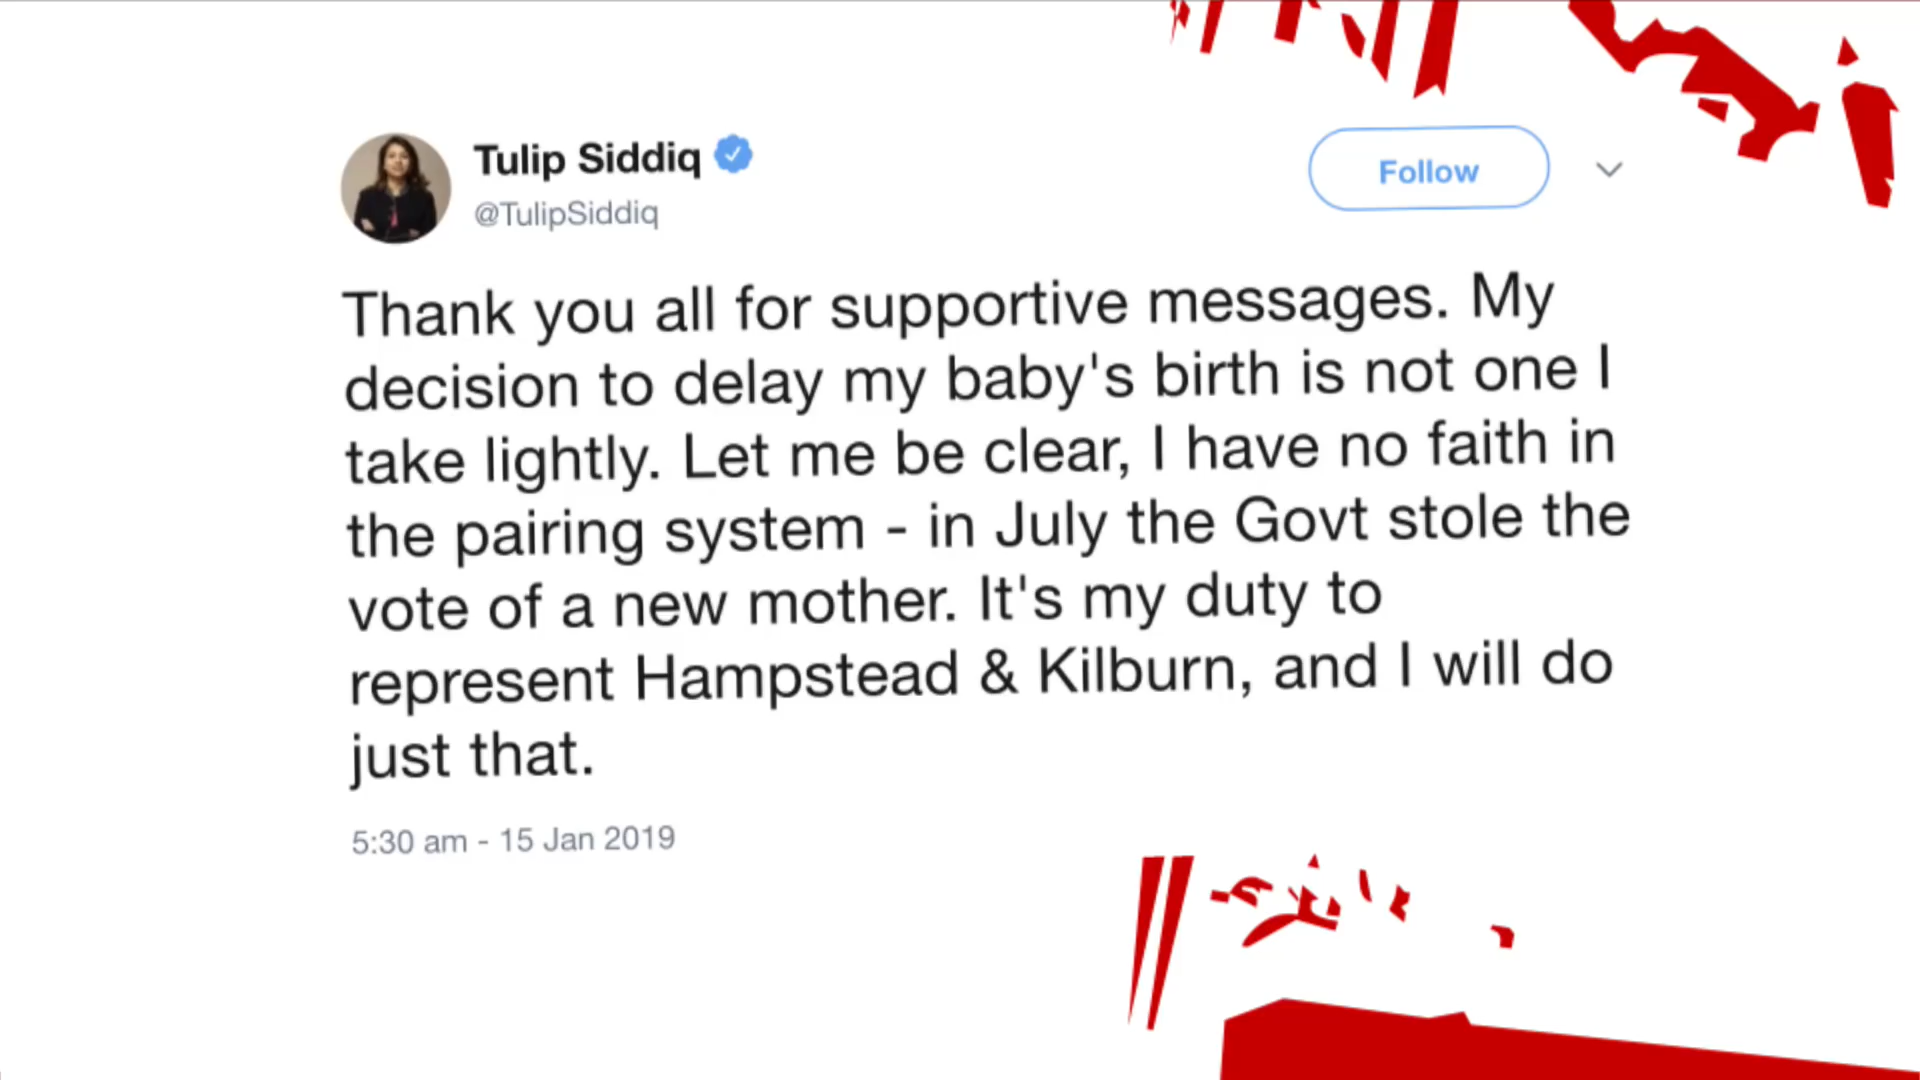 Tulip Siddiq
@TulipSiddiq
Follow
Thank you all for supportive messages. My
decision to delay my baby's birth is not one I
take lightly. Let me be clear, I have no faith in
the pairing system - in July the Govt stole the
vote of a new mother. It's my duty to
represent Hampstead & Kilburn, and I will do
just that.
5:30 am - 15 Jan 2019